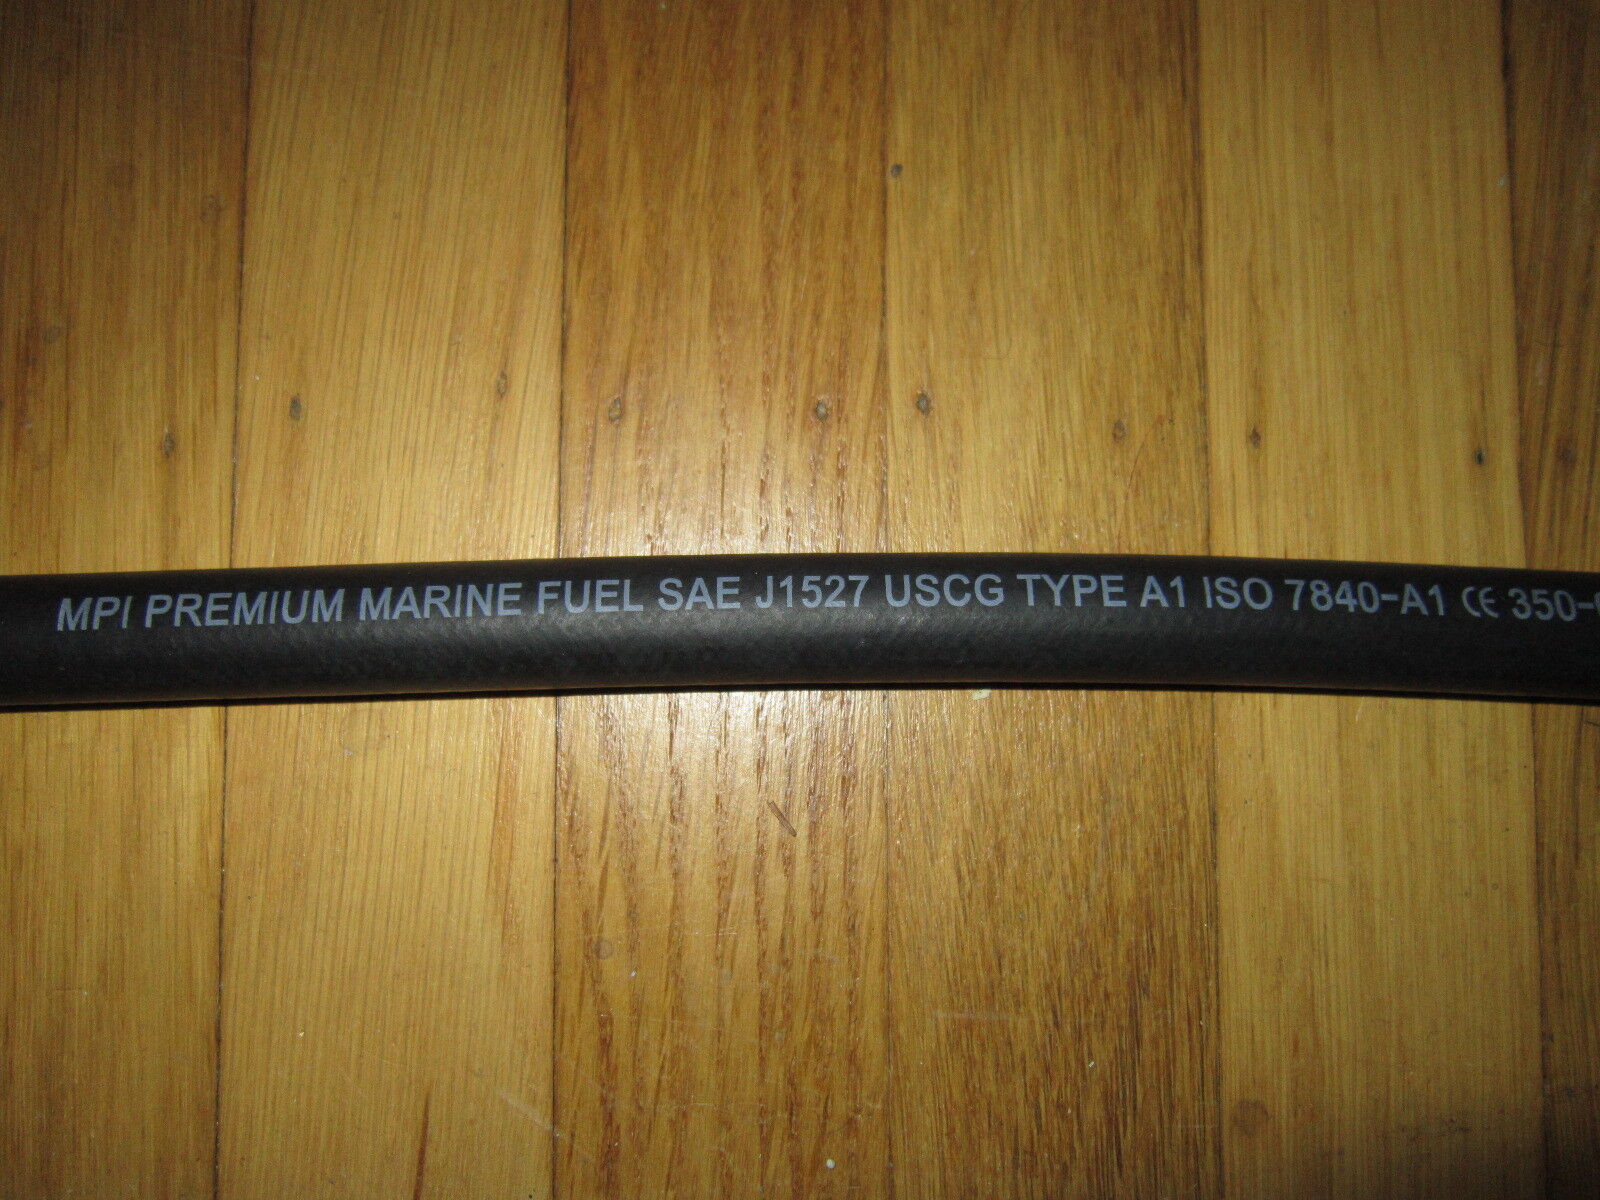 MPI PREMIUM MARINE FUEL SAE J1527 USCG TYPE A1 ISO 7840-A1 CE 350-